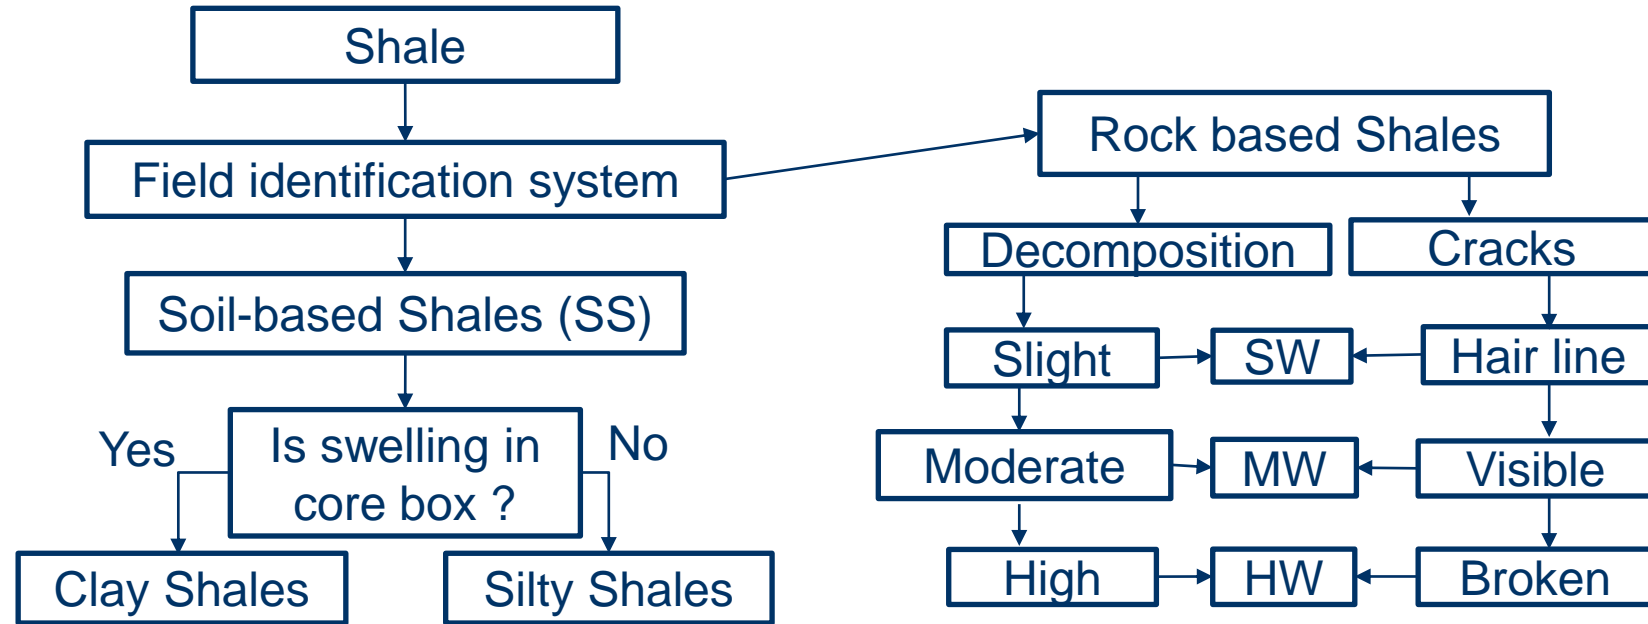 Shale
Field identification system
Soil-based Shales (SS)
Yes
Is swelling in
core box ?
No
Clay Shales
Silty Shales
Rock based Shales
Decomposition
Cracks
Slight
SW
Hair line
Moderate
MW
Visible
High
HW
Broken